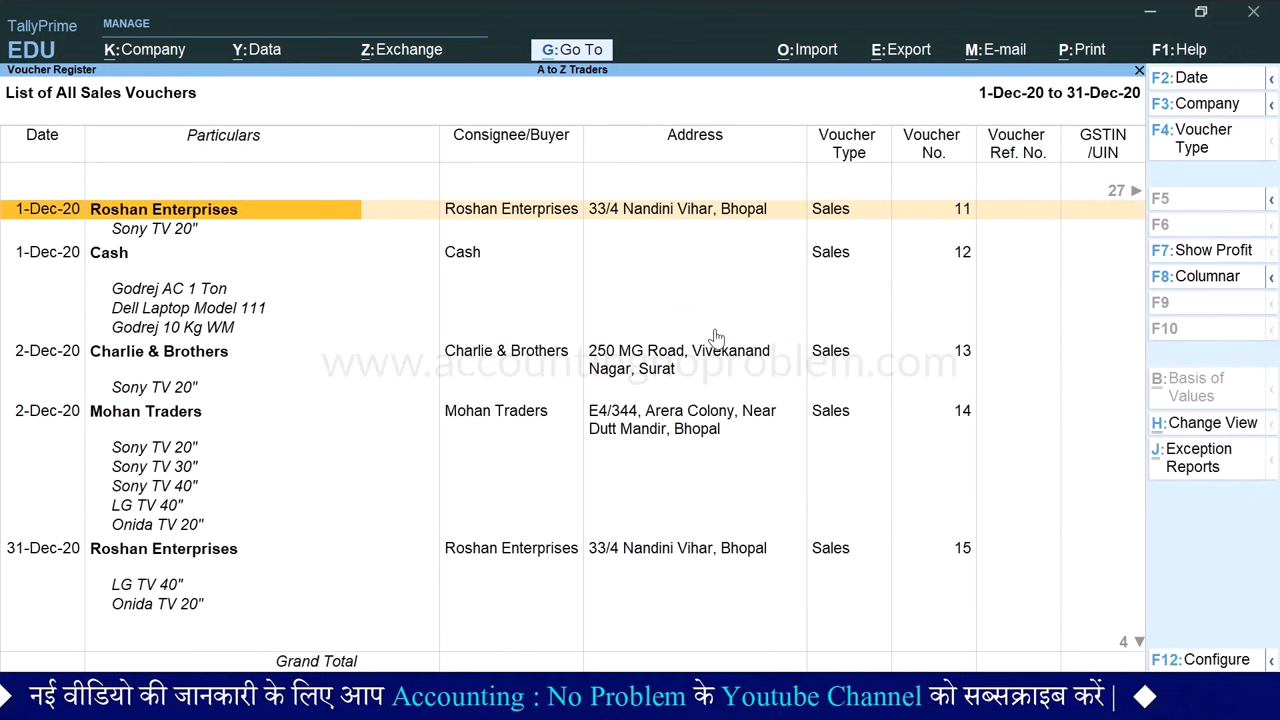 TallyPrime
MANAGE
EDU
K:Company Y:Data Z:Exchange G:Go To O:Import E:Export M:E-mail P:Print F1:Help
Voucher Register A to Z Traders
List of All Sales Vouchers 1-Dec-20 to 31-Dec-20
Date Particulars Consignee/Buyer Address Voucher Type Voucher No. Voucher Ref. No. GSTIN /UIN
27
1-Dec-20 Roshan Enterprises Roshan Enterprises 33/4 Nandini Vihar, Bhopal Sales 11
Sony TV 20"
1-Dec-20 Cash Cash Sales 12
Godrej AC 1 Ton
Dell Laptop Model 111
Godrej 10 Kg WM
2-Dec-20 Charlie & Brothers Charlie & Brothers 250 MG Road, Vivekanand Sales 13
Nagar, Surat
www.accountingnoproblem.com
Sony TV 20"
2-Dec-20 Mohan Traders Mohan Traders E4/344, Arera Colony, Near Sales 14
Dutt Mandir, Bhopal
Sony TV 20"
Sony TV 30"
Sony TV 40"
LG TV 40"
Onida TV 20"
31-Dec-20 Roshan Enterprises Roshan Enterprises 33/4 Nandini Vihar, Bhopal Sales 15
LG TV 40"
Onida TV 20"
4
Grand Total
F2:Date
F3:Company
F4:Voucher
Type
F5
F6
F7:Show Profit
F8:Columnar
F9
F10
B:Basis of
Values
H:Change View
J:Exception
Reports
F12:Configure
नई वीडियो की जानकारी के लिए आप Accounting : No Problem के Youtube Channel को सब्सक्राइब करें |